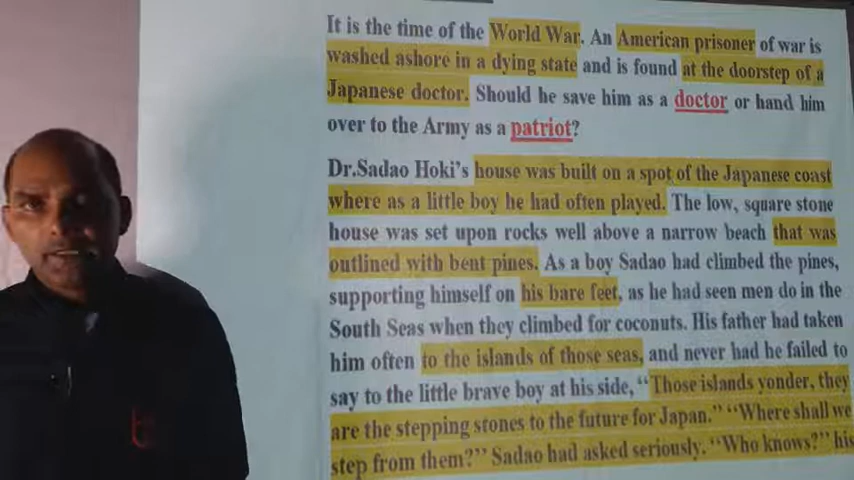 It is the time of the World War. An American prisoner of war is
washed ashore in a dying state and is found at the doorstep of a
Japanese doctor. Should he save him as a doctor or hand him
over to the Army as a patriot?
Dr.Sadao Hoki's house was built on a spot of the Japanese coast
where as a little boy he had often played. The low, square stone
house was set upon rocks well above a narrow beach that was
outlined with bent pines. As a boy Sadao had climbed the pines,
supporting himself on his bare feet, as he had seen men do in the
South Seas when they climbed for coconuts. His father had taken
him often to the islands of those seas, and never had he failed to
say to the little brave boy at his side, "Those islands yonder, they
are the stepping stones to the future for Japan." "Where shall we
step from them?" Sadao had asked seriously. "Who knows?" his